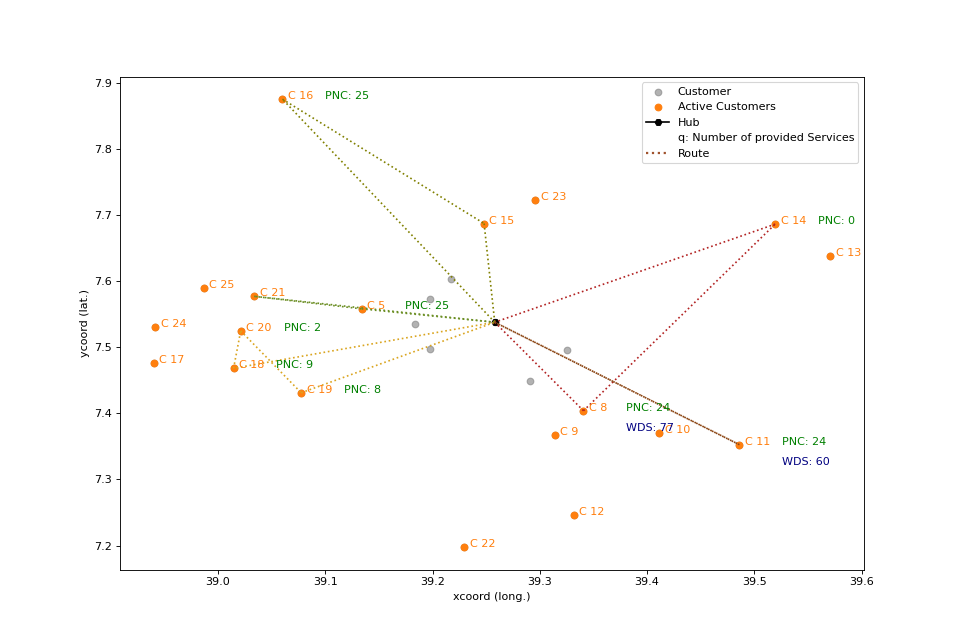 7.9
7.8
7.7
7.6
7.5
7.4
7.3
7.2
ycoord (lat.)
39.0
39.1
39.2
39.3
39.4
39.5
39.6
xcoord (long.)
Customer
Active Customers
Hub
q: Number of provided Services
Route
C 16 PNC: 25
C 23
C 15
C 14 PNC: 0
C 13
C 25
C 21
C 5 PNC: 25
C 24
C 20 PNC: 2
C 17
C 18 PNC: 9
C 19 PNC: 8
C 8 PNC: 24
WDS: 77
C 10
C 9
C 11 PNC: 24
WDS: 60
C 12
C 22